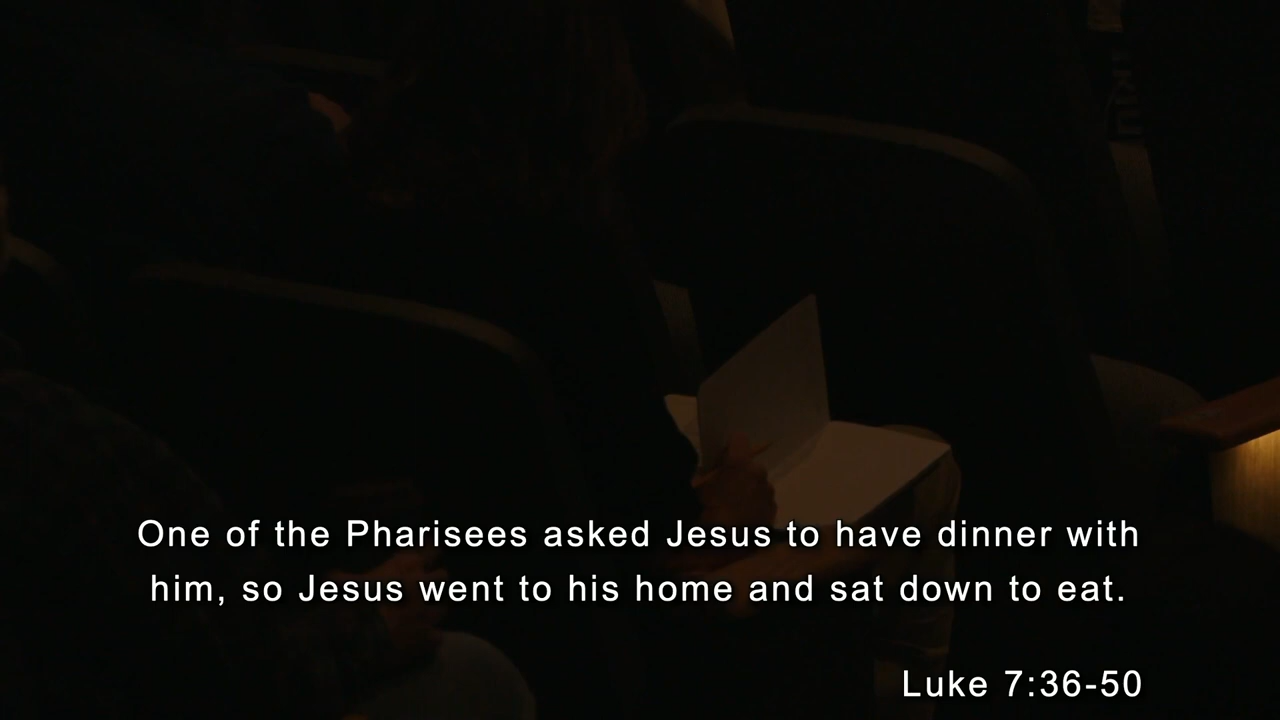 One of the Pharisees asked Jesus to have dinner with
him, so Jesus went to his home and sat down to eat.
Luke 7:36-50